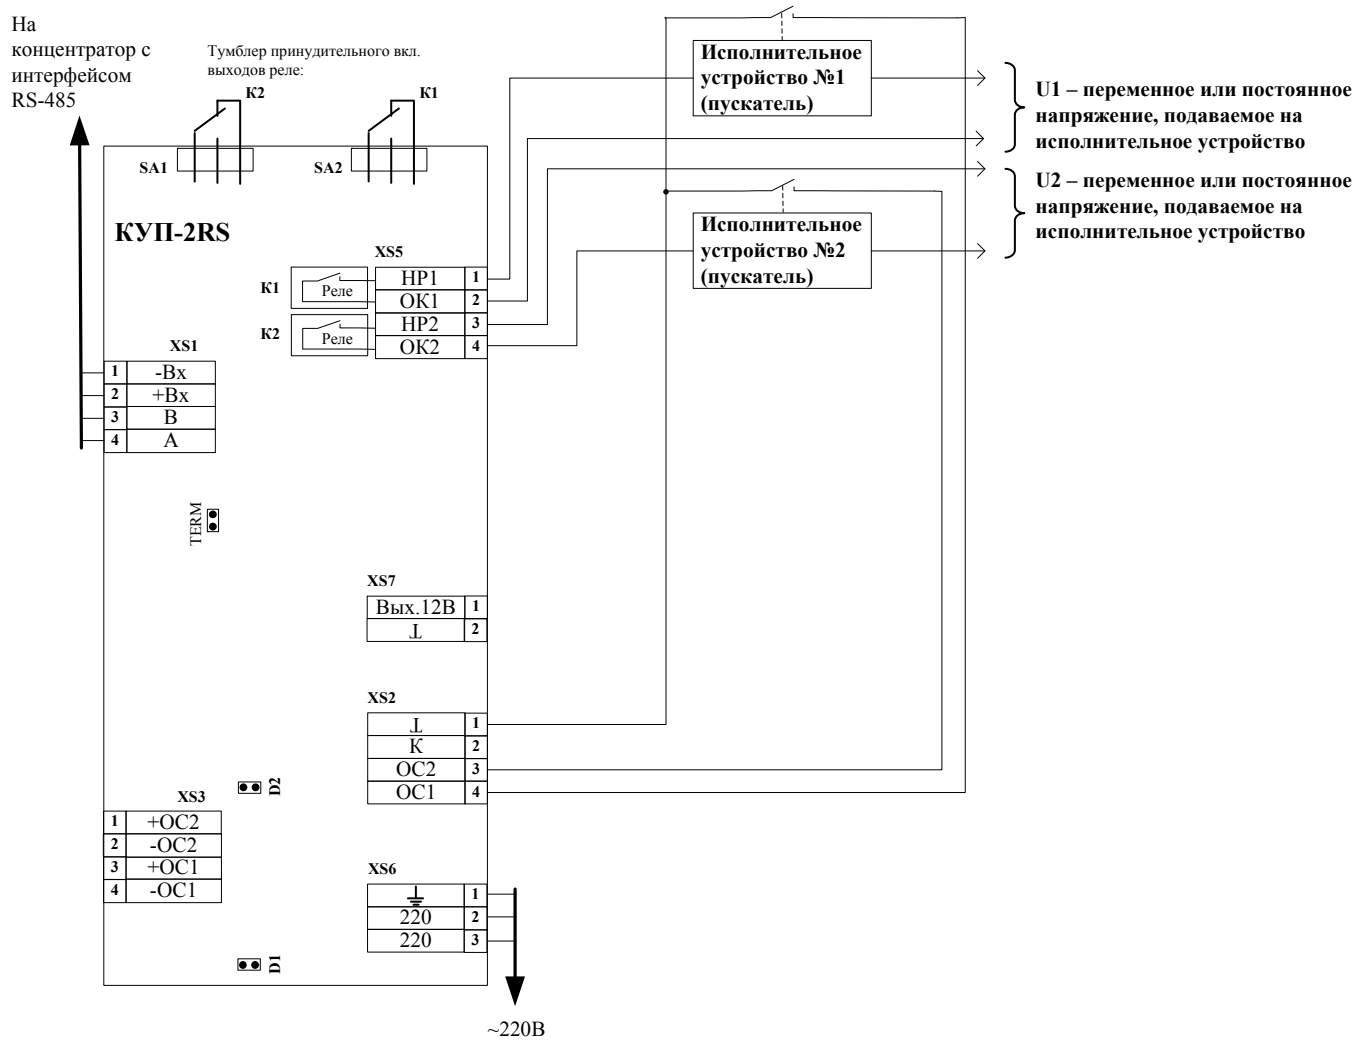 На
концентратор с
интерфейсом
RS-485
Тумблер принудительного вкл.
выходов реле:
К2
К1
SA1
SA2
КУП-2RS
Исполнительное
устройство №1
(пускатель)
U1 – переменное или постоянное
напряжение, подаваемое на
исполнительное устройство
U2 – переменное или постоянное
напряжение, подаваемое на
исполнительное устройство
Исполнительное
устройство №2
(пускатель)
XS5
К1
Реле
НР1 1
ОК1 2
К2
Реле
НР2 3
ОК2 4
XS1
1 -Вх
2 +Вх
3 В
4 А
TERM
XS7
Вых.12В 1
2
XS2
1
К 2
ОС2 3
ОС1 4
D2
XS3
1 +ОС2
2 -ОС2
3 +ОС1
4 -ОС1
XS6
1
220 2
220 3
D1
~220В